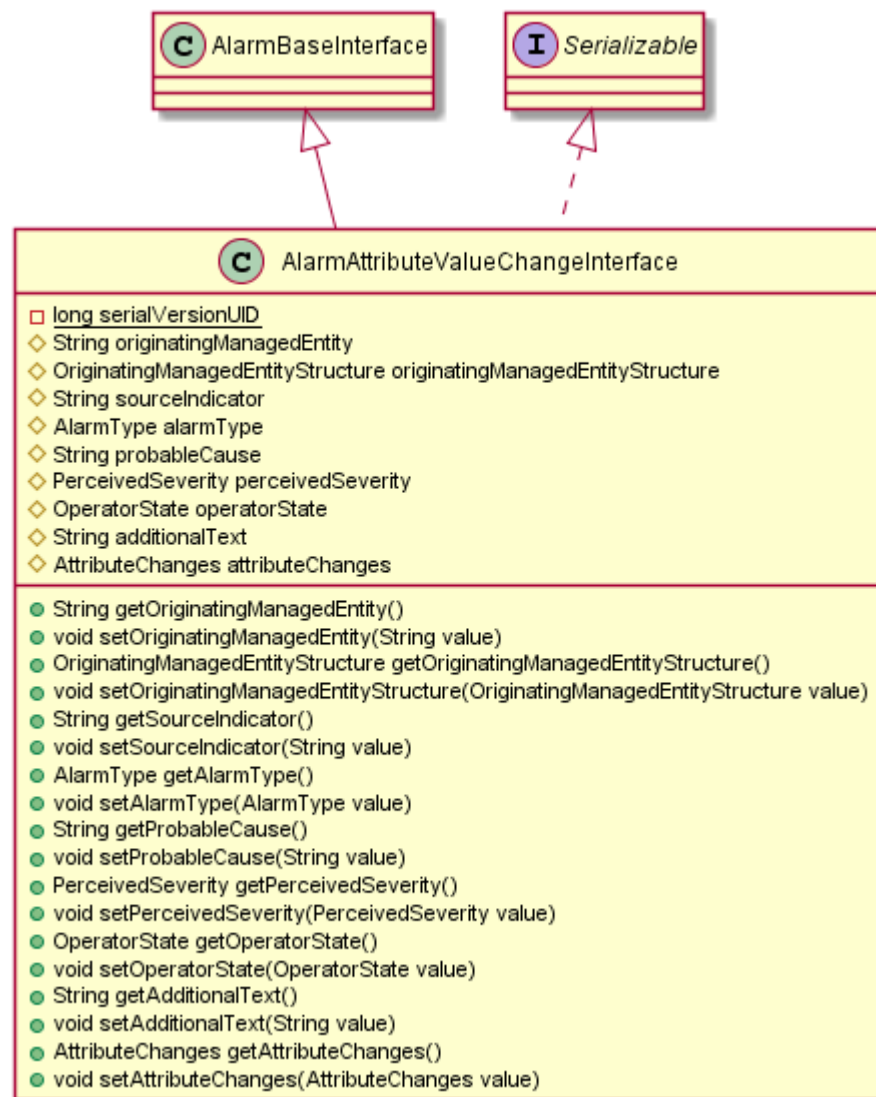 C AlarmBaseInterface
I Serializable
C AlarmAttributeValueChangeInterface
long serialVersionUID
String originatingManagedEntity
OriginatingManagedEntityStructure originatingManagedEntityStructure
String sourceIndicator
AlarmType alarmType
String probableCause
PerceivedSeverity perceivedSeverity
OperatorState operatorState
String additionalText
AttributeChanges attributeChanges
String getOriginatingManagedEntity()
void setOriginatingManagedEntity(String value)
OriginatingManagedEntityStructure getOriginatingManagedEntityStructure()
void setOriginatingManagedEntityStructure(OriginatingManagedEntityStructure value)
String getSourceIndicator()
void setSourceIndicator(String value)
AlarmType getAlarmType()
void setAlarmType(AlarmType value)
String getProbableCause()
void setProbableCause(String value)
PerceivedSeverity getPerceivedSeverity()
void setPerceivedSeverity(PerceivedSeverity value)
OperatorState getOperatorState()
void setOperatorState(OperatorState value)
String getAdditionalText()
void setAdditionalText(String value)
AttributeChanges getAttributeChanges()
void setAttributeChanges(AttributeChanges value)